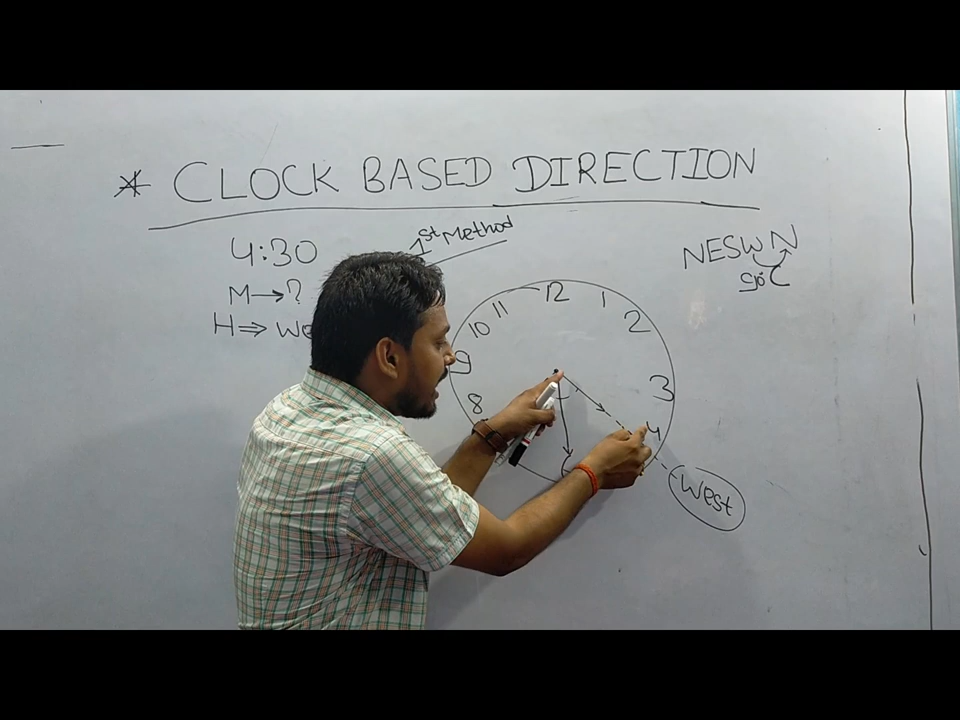 * CLOCK BASED DIRECTION
4:30
1st Method
M→?
H⇒
NESWN
90°
12
1
2
3
4
8
9
10
11
West